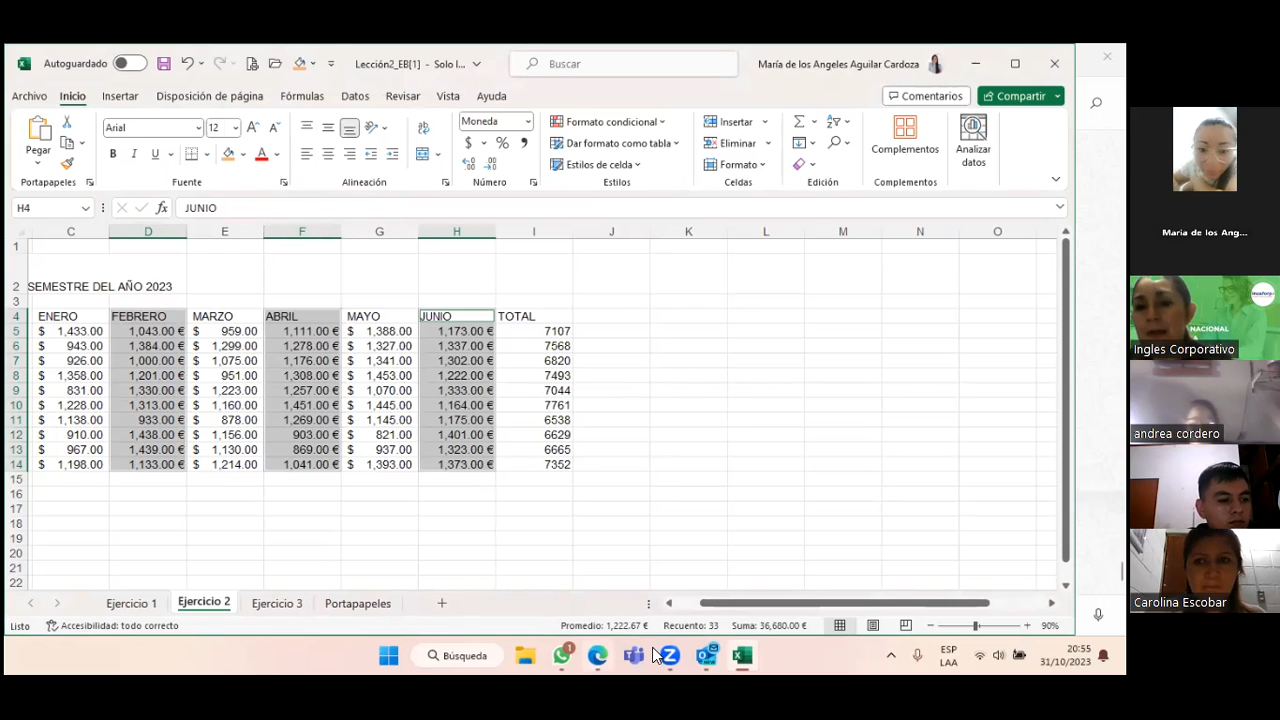 Autoguardado Lección2_EB[1] - Solo l... Buscar María de los Angeles Aguilar Cardoza
Archivo Inicio Insertar Disposición de página Fórmulas Datos Revisar Vista Ayuda Comentarios Compartir
Pegar Arial 12 Moneda Formato condicional Insertar Complementos Analizar datos
N K S $ % Dar formato como tabla Eliminar
Estilos de celda Formato
Portapapeles Fuente Alineación Número Estilos Celdas Edición Complementos
H4 fx JUNIO
C D E F G H I J K L M N O
1
2 SEMESTRE DEL AÑO 2023
3
4 ENERO FEBRERO MARZO ABRIL MAYO JUNIO TOTAL
5 $ 1,433.00 1,043.00 € $ 959.00 1,111.00 € $ 1,388.00 1,173.00 € 7107
6 $ 943.00 1,384.00 € $ 1,299.00 1,278.00 € $ 1,327.00 1,337.00 € 7568
7 $ 926.00 1,000.00 € $ 1,075.00 1,176.00 € $ 1,341.00 1,302.00 € 6820
8 $ 1,358.00 1,201.00 € $ 951.00 1,308.00 € $ 1,453.00 1,222.00 € 7493
9 $ 831.00 1,330.00 € $ 1,223.00 1,257.00 € $ 1,070.00 1,333.00 € 7044
10 $ 1,228.00 1,313.00 € $ 1,160.00 1,451.00 € $ 1,445.00 1,164.00 € 7761
11 $ 1,138.00 933.00 € $ 878.00 1,269.00 € $ 1,145.00 1,175.00 € 6538
12 $ 910.00 1,438.00 € $ 1,156.00 903.00 € $ 821.00 1,401.00 € 6629
13 $ 967.00 1,439.00 € $ 1,130.00 869.00 € $ 937.00 1,323.00 € 6665
14 $ 1,198.00 1,133.00 € $ 1,214.00 1,041.00 € $ 1,393.00 1,373.00 € 7352
15
16
17
18
19
20
21
22
Ejercicio 1 Ejercicio 2 Ejercicio 3 Portapapeles
Listo Accesibilidad: todo correcto Promedio: 1,222.67 € Recuento: 33 Suma: 36,680.00 € 90%
Búsqueda ESP LAA 20:55 31/10/2023
María de los Ang...
NACIONAL
Ingles Corporativo
andrea cordero
Carolina Escobar